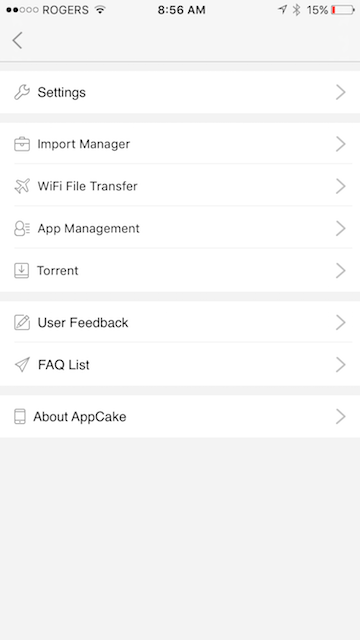 ROGERS 8:56 AM 15%
Settings
Import Manager
WiFi File Transfer
App Management
Torrent
User Feedback
FAQ List
About AppCake